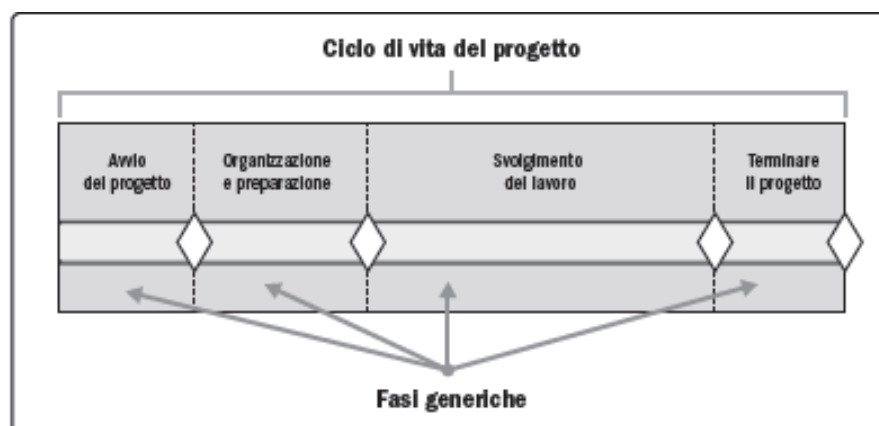 Ciclo di vita del progetto
Avvio
del progetto
Organizzazione
e preparazione
Svolgimento
del lavoro
Terminare
il progetto
Fasi generiche